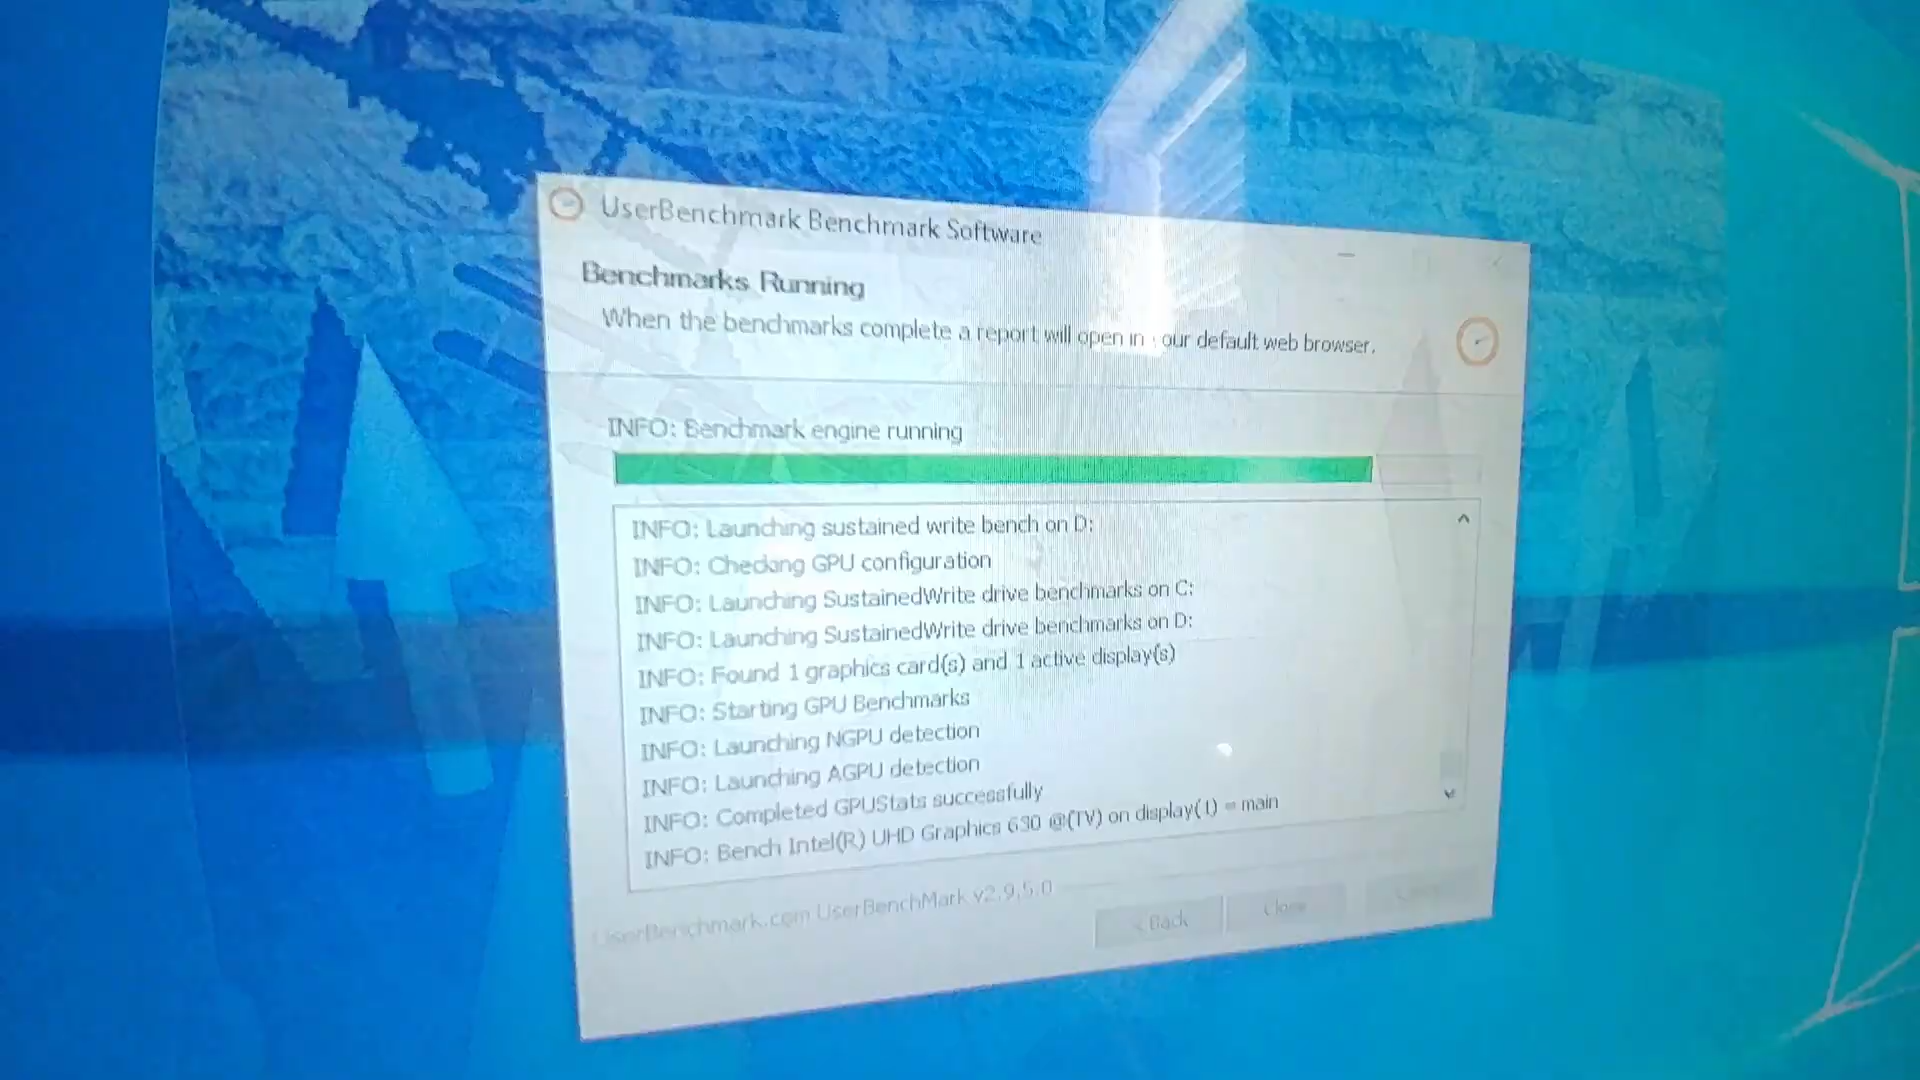 UserBenchmark Benchmark Software
Benchmarks Running
When the benchmarks complete a report will open in our default web browser.
INFO: Benchmark engine running
INFO: Launching sustained write bench on D:
INFO: Checking GPU configuration
INFO: Launching SustainedWrite drive benchmarks on C:
INFO: Launching SustainedWrite drive benchmarks on D:
INFO: Found 1 graphics card(s) and 1 active display(s)
INFO: Starting GPU Benchmarks
INFO: Launching NGPU detection
INFO: Launching AGPU detection
INFO: Completed GPUStats successfully
INFO: Bench Intel(R) UHD Graphics 630 @(TV) on display(1) = main
UserBenchmark.com UserBenchMark v2.9.5.0
< Back
Close